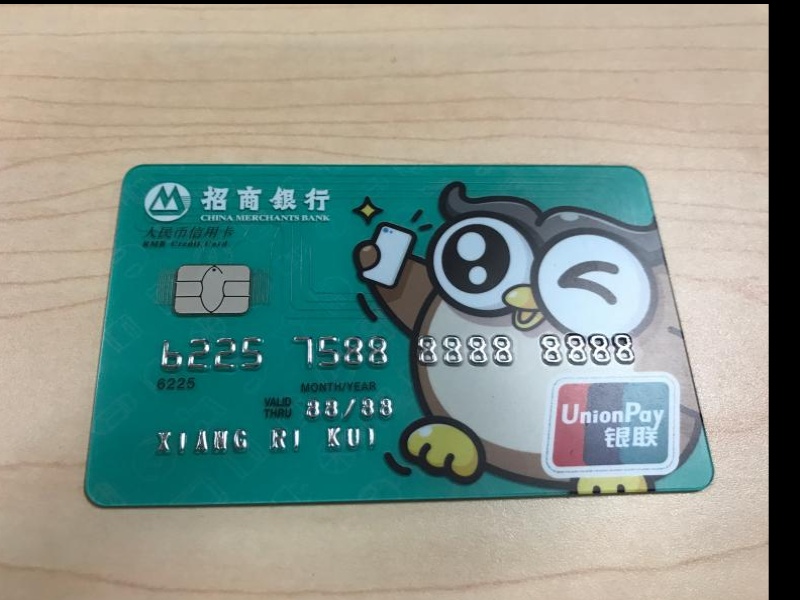 招商銀行
CHINA MERCHANTS BANK
人民币信用卡
RMB Credit Card
6225 7588 8888 8888
6225
MONTH/YEAR
VALID THRU 88/88
XIANG RI KUI
UnionPay
银联